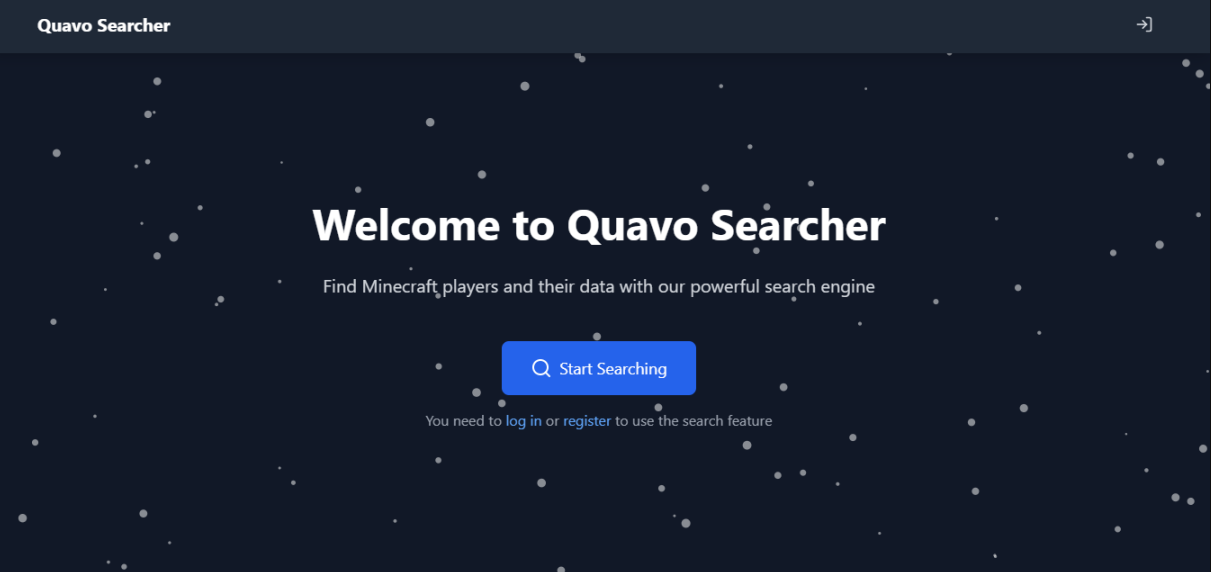 Quavo Searcher
Welcome to Quavo Searcher
Find Minecraft players and their data with our powerful search engine
Start Searching
You need to log in or register to use the search feature